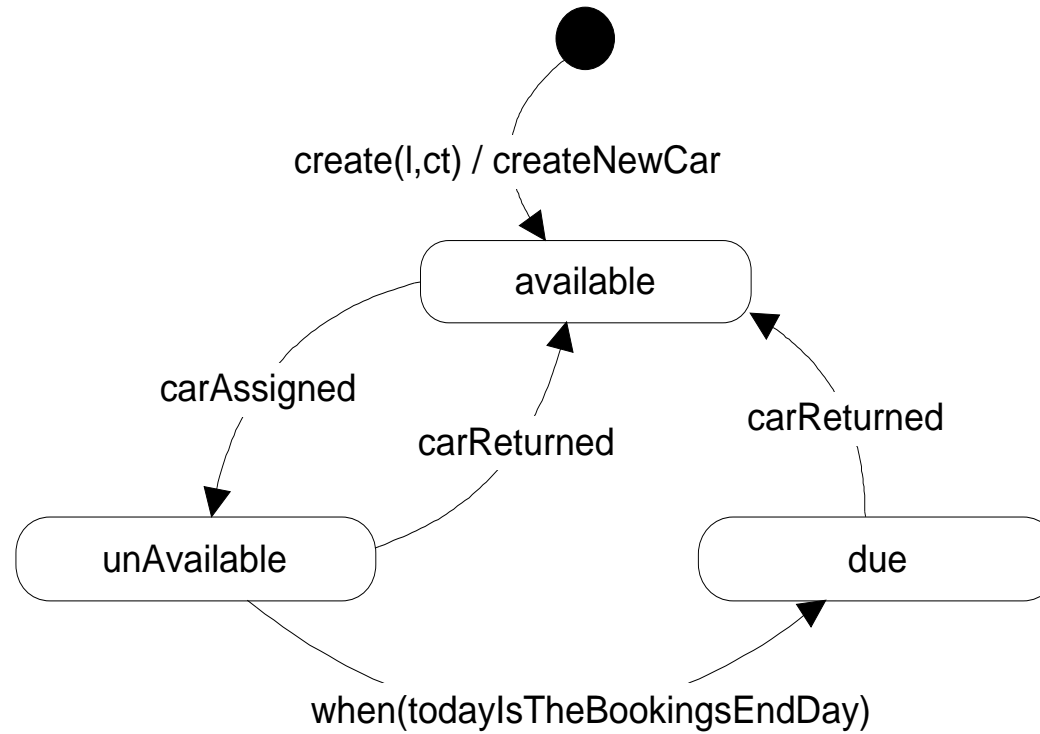 create(I,ct) / createNewCar
available
carAssigned
carReturned
carReturned
unAvailable
due
when(todayIsTheBookingsEndDay)